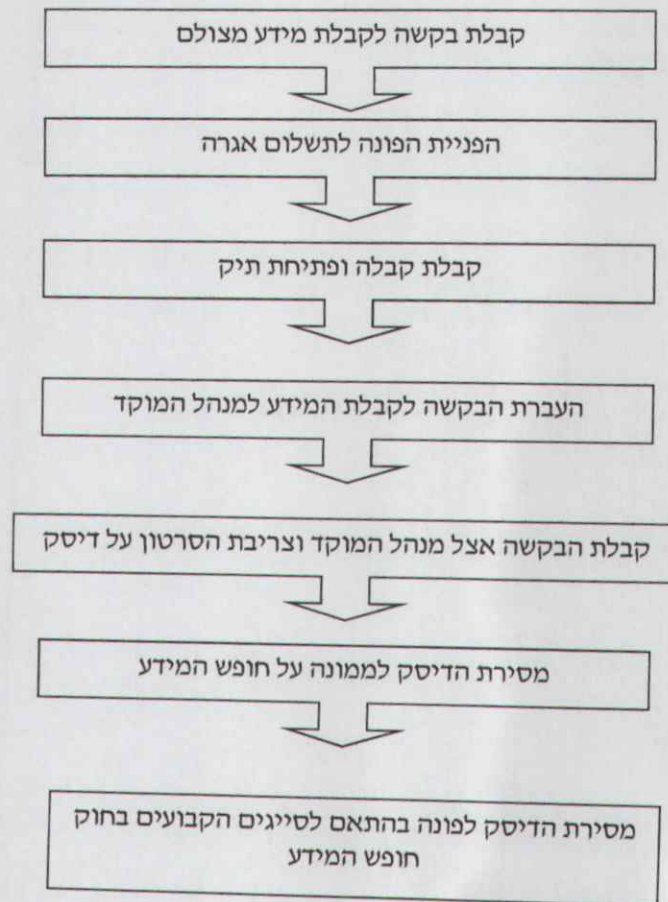 קבלת בקשה לקבלת מידע מצולם
הפניית הפונה לתשלום אגרה
קבלת קבלה ופתיחת תיק
העברת הבקשה לקבלת המידע למנהל המוקד
קבלת הבקשה אצל מנהל המוקד וצריבת הסרטון על דיסק
מסירת הדיסק לממונה על חופש המידע
מסירת הדיסק לפונה בהתאם לסייגים הקבועים בחוק
חופש המידע